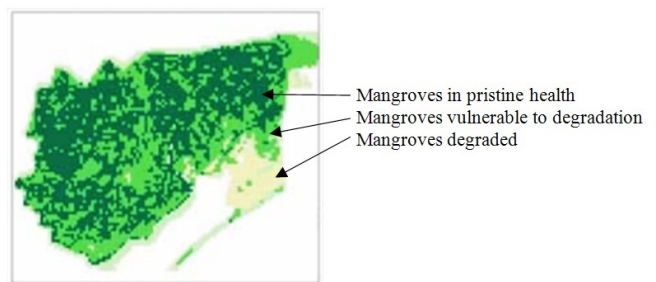 Mangroves in pristine health
Mangroves vulnerable to degradation
Mangroves degraded